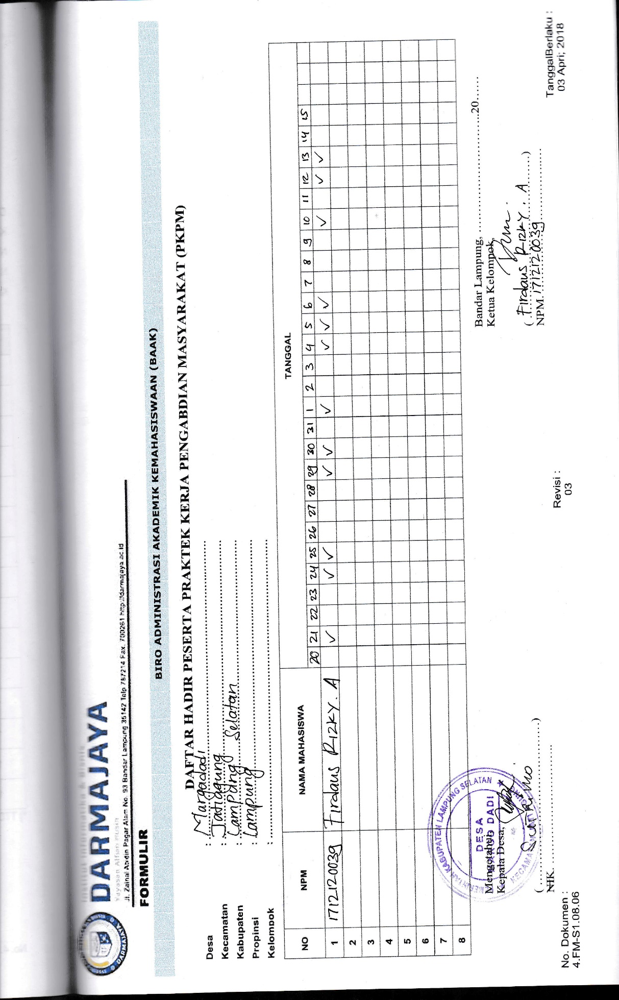 DARMAJAYA
Yayasan Alfian Husin
Jl. Zainal Abidin Pagar Alam No. 93 Bandar Lampung 35142 Telp 787214 Fax. 700261 http://darmajaya.ac.id
FORMULIR
BIRO ADMINISTRASI AKADEMIK KEMAHASISWAAN (BAAK)
DAFTAR HADIR PESERTA PRAKTEK KERJA PENGABDIAN MASYARAKAT (PKPM)
Desa : Margadadi
Kecamatan : Jatiagung
Kabupaten : Lampung Selatan
Propinsi : Lampung
Kelompok :
NO NPM NAMA MAHASISWA TANGGAL
20 21 22 23 24 25 26 27 28 29 30 31 1 2 3 4 5 6 7 8 9 10 11 12 13 14 15
1 1712120039 Firdaus Rizky. A ✓ ✓ ✓ ✓ ✓ ✓ ✓ ✓ ✓ ✓ ✓ ✓
2
3
4
5
6
7
8
KABUPATEN LAMPUNG SELATAN
DESA
DADI
Mengetahui,
Kepala Desa,
(....................)
NIK.....................
Bandar Lampung, ..............................20......
Ketua Kelompok,
(Firdaus Rizky. A)
NPM.1712120039
No. Dokumen :
4.FM-S1.08.06
Revisi :
03
TanggalBerlaku :
03 Apri; 2018